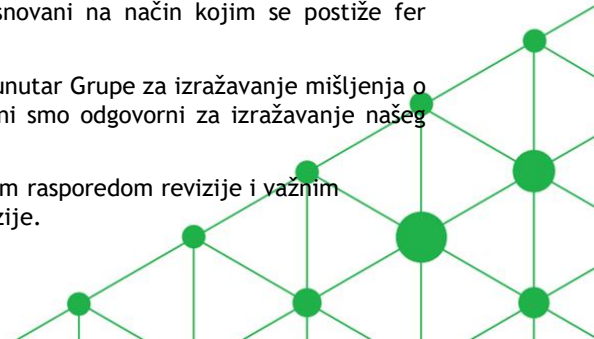 snovani na način kojim se postiže fer
unutar Grupe za izražavanje mišljenja o
ni smo odgovorni za izražavanje našeg
m rasporedom revizije i važnim
zije.